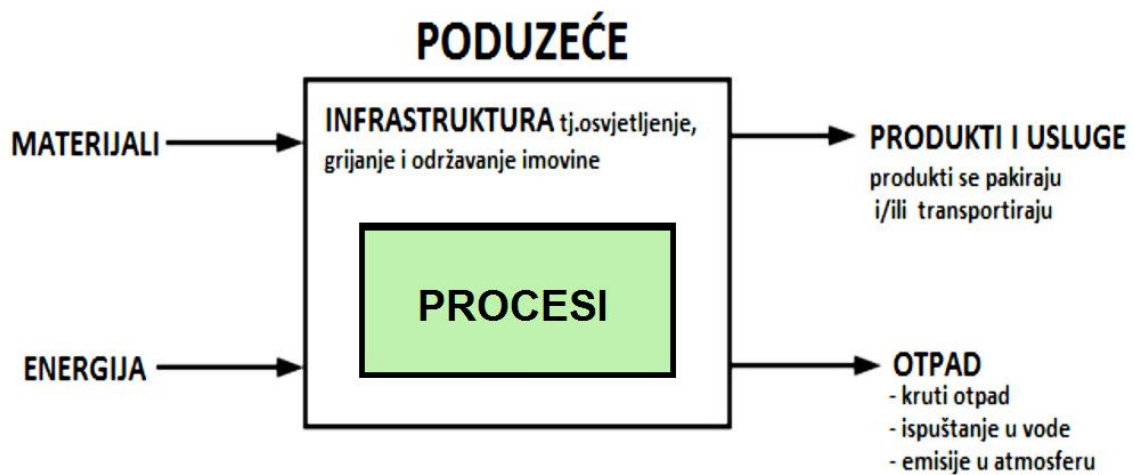 PODUZEĆE
INFRASTRUKTURA tj.osvjetljenje,
grijanje i održavanje imovine
MATERIJALI
PRODUKTI I USLUGE
produkti se pakiraju
i/ili transportiraju
PROCESI
ENERGIJA
OTPAD
- kruti otpad
- ispuštanje u vode
- emisije u atmosferu